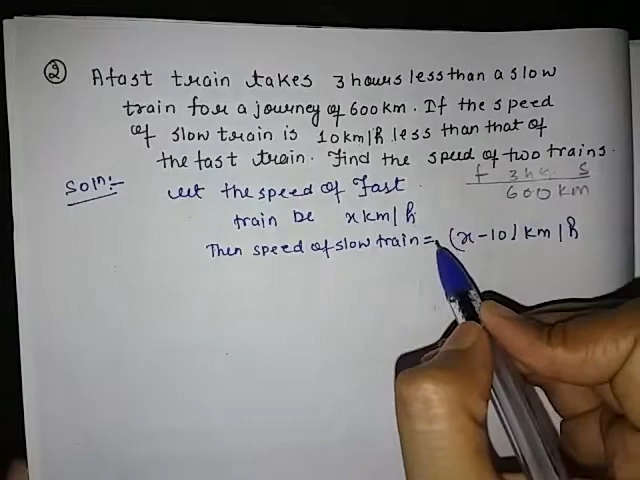 ② A fast train takes 3 hours less than a slow
train for a journey of 600 km. If the speed
of slow train is 10 km/h less than that of
the fast train. Find the speed of two trains.
f 3hr. S
600 km
Soln:- Let the speed of Fast
train be x km/h
Then speed of slow train = (x-10) km/h